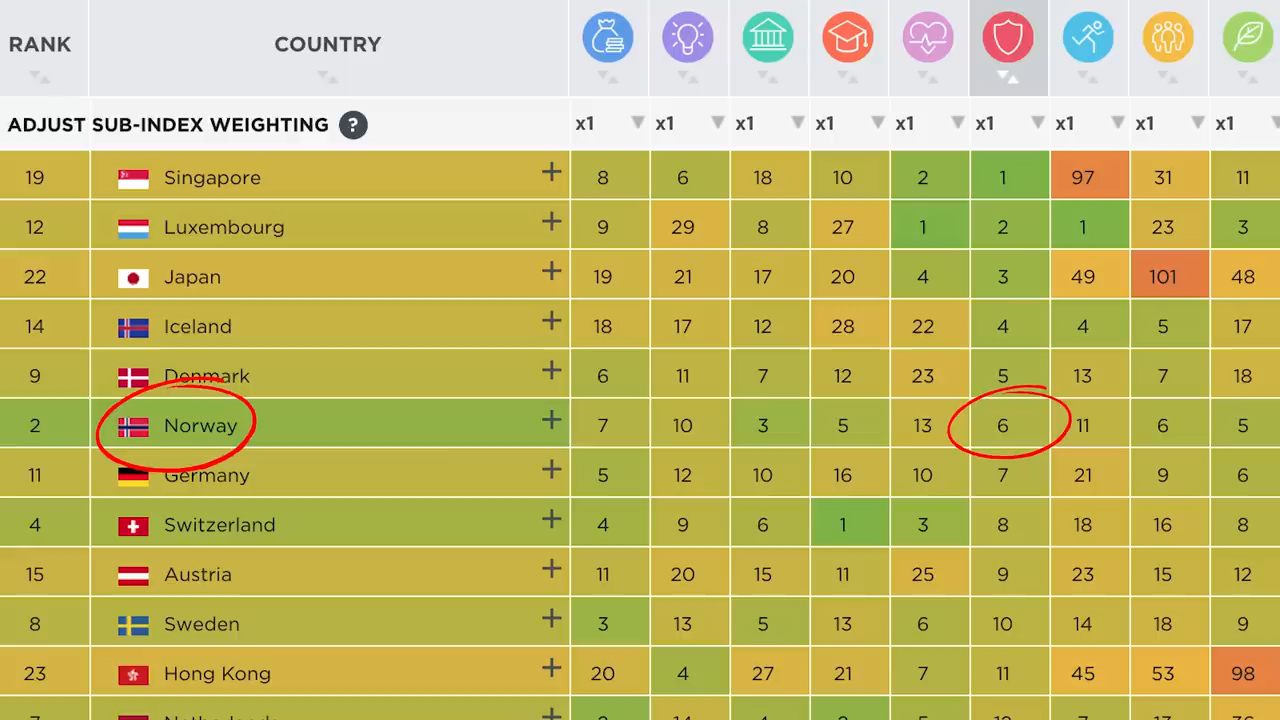 RANK COUNTRY
ADJUST SUB-INDEX WEIGHTING ? x1 x1 x1 x1 x1 x1 x1 x1 x1
19 Singapore + 8 6 18 10 2 1 97 31 11
12 Luxembourg + 9 29 8 27 1 2 1 23 3
22 Japan + 19 21 17 20 4 3 49 101 48
14 Iceland + 18 17 12 28 22 4 4 5 17
9 Denmark + 6 11 7 12 23 5 13 7 18
2 Norway + 7 10 3 5 13 6 11 6 5
11 Germany + 5 12 10 16 10 7 21 9 6
4 Switzerland + 4 9 6 1 3 8 18 16 8
15 Austria + 11 20 15 11 25 9 23 15 12
8 Sweden + 3 13 5 13 6 10 14 18 9
23 Hong Kong + 20 4 27 21 7 11 45 53 98